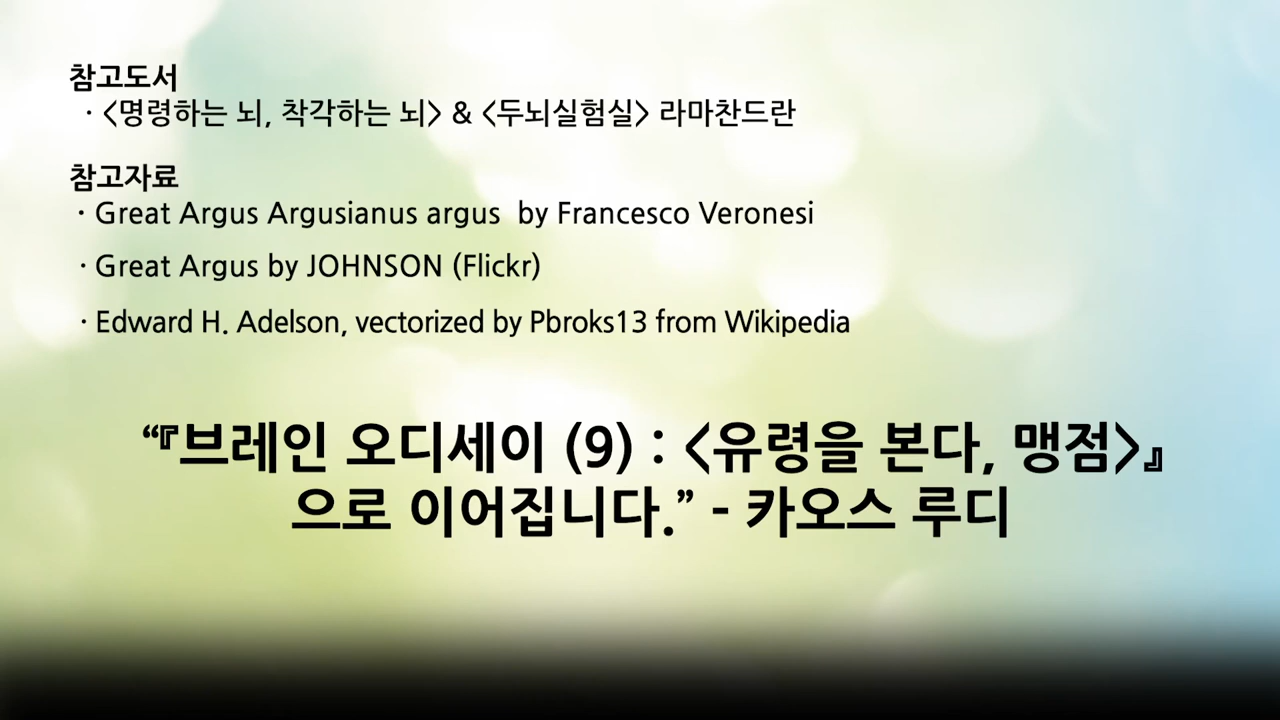 참고도서
· <명령하는 뇌, 착각하는 뇌> & <두뇌실험실> 라마찬드란
참고자료
· Great Argus Argusianus argus by Francesco Veronesi
· Great Argus by JOHNSON (Flickr)
· Edward H. Adelson, vectorized by Pbroks13 from Wikipedia
“『브레인 오디세이 (9) : <유령을 본다, 맹점>』
으로 이어집니다.” - 카오스 루디